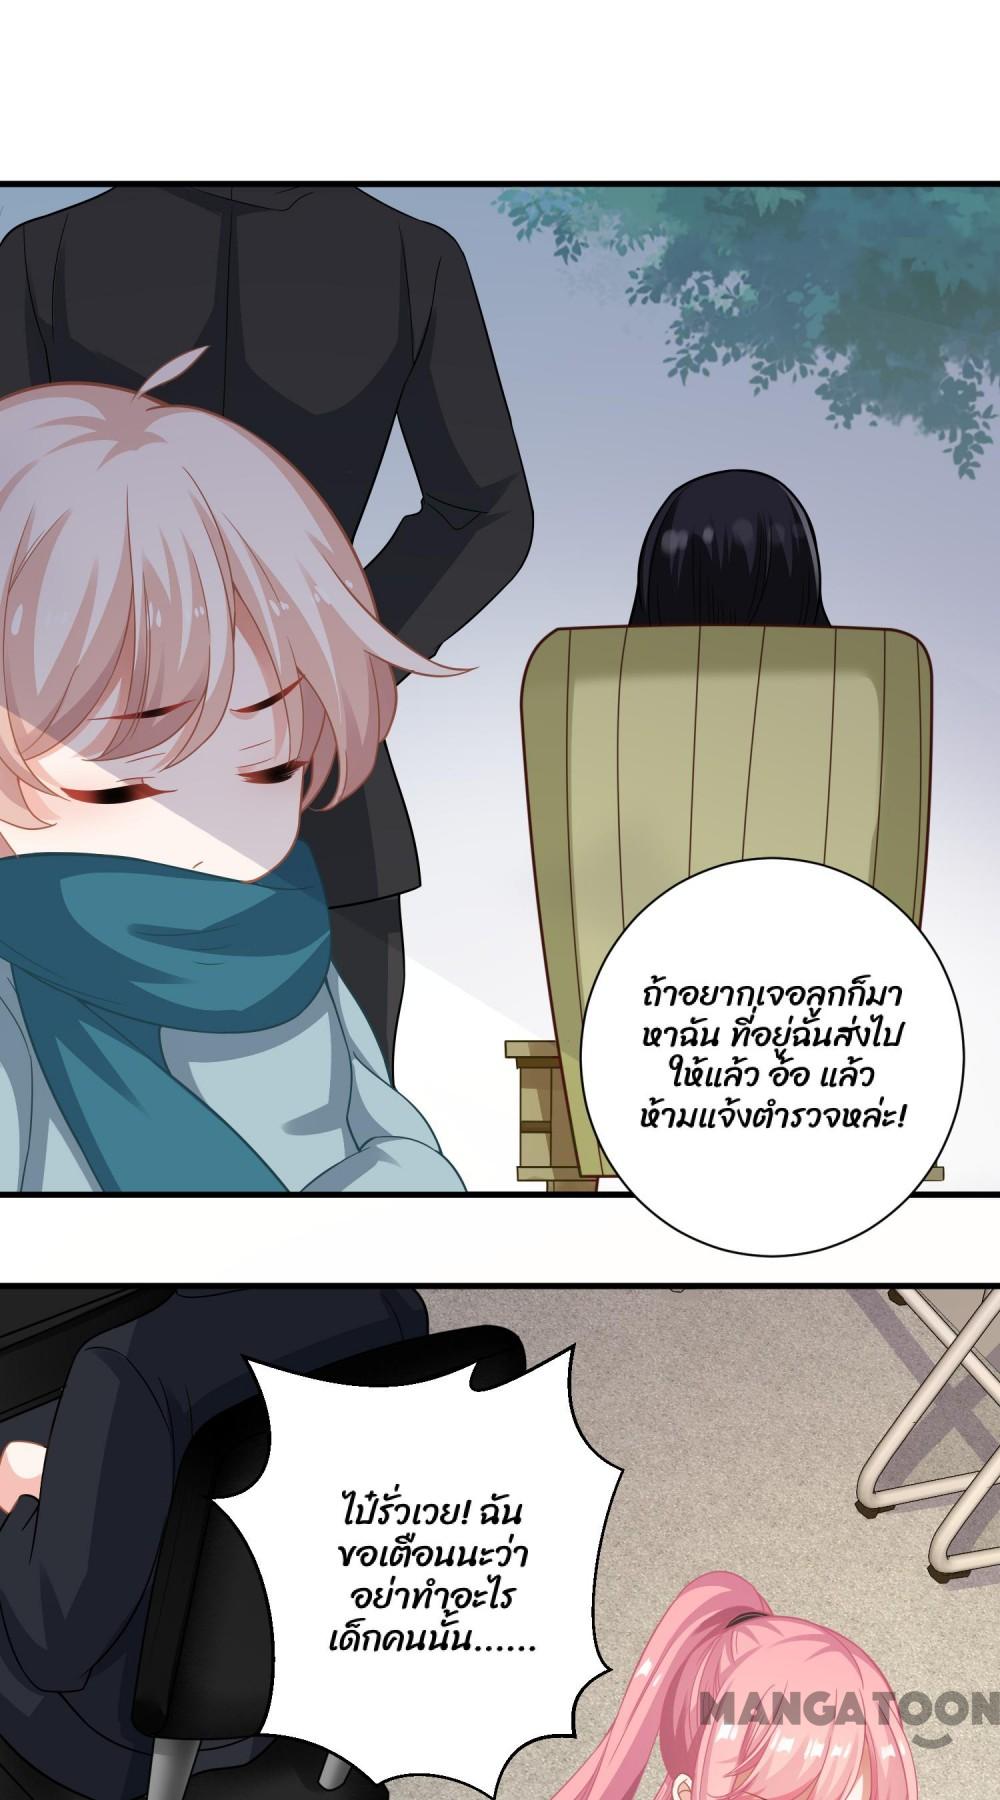 ถ้าอยากเจอลูกก็มา
หาฉัน ที่อยู่ฉันส่งไป
ให้แล้ว อ้อ แล้ว
ห้ามแจ้งตำรวจหล่ะ!
ไป๋รั่วเวย! ฉัน
ขอเตือนนะว่า
อย่าทำอะไร
เด็กคนนั้น......
MANGATOON